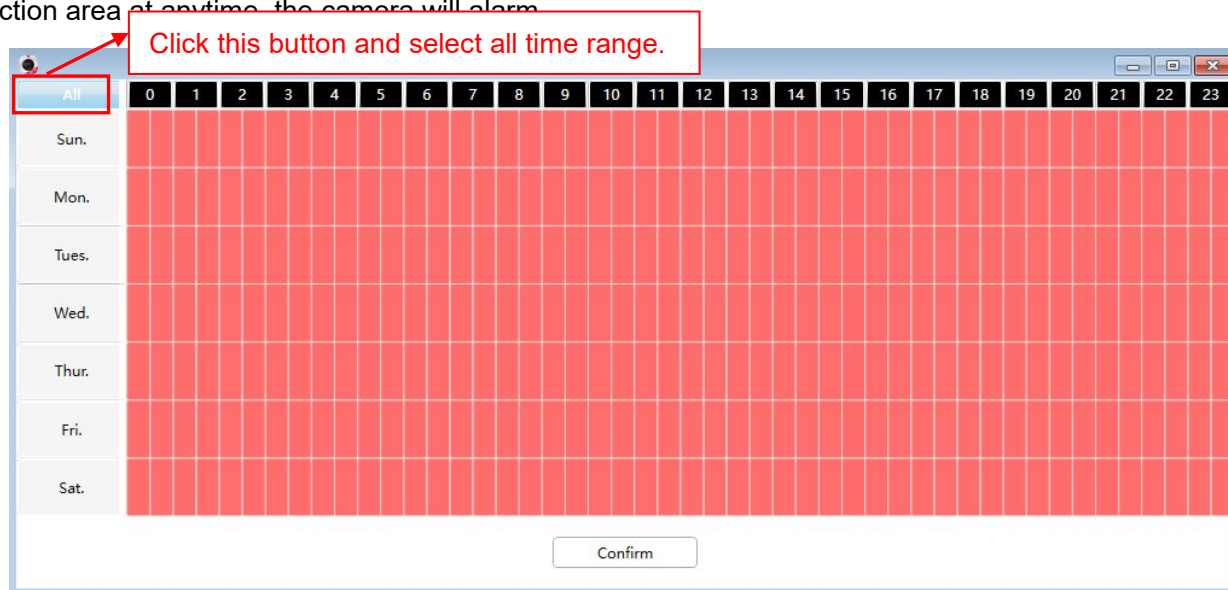 ction area at anytime, the camera will alarm
Click this button and select all time range.
All 0 1 2 3 4 5 6 7 8 9 10 11 12 13 14 15 16 17 18 19 20 21 22 23
Sun.
Mon.
Tues.
Wed.
Thur.
Fri.
Sat.
Confirm